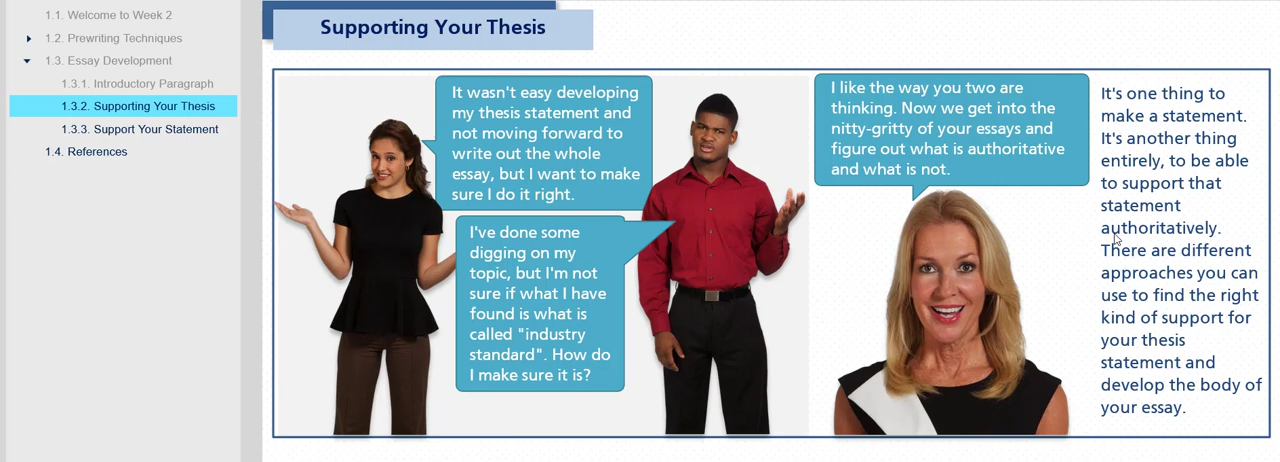 1.1. Welcome to Week 2
1.2. Prewriting Techniques
1.3. Essay Development
1.3.1. Introductory Paragraph
1.3.2. Supporting Your Thesis
1.3.3. Support Your Statement
1.4. References
Supporting Your Thesis
It wasn't easy developing
my thesis statement and
not moving forward to
write out the whole
essay, but I want to make
sure I do it right.
I've done some
digging on my
topic, but I'm not
sure if what I have
found is what is
called "industry
standard". How do
I make sure it is?
I like the way you two are
thinking. Now we get into the
nitty-gritty of your essays and
figure out what is authoritative
and what is not.
It's one thing to
make a statement.
It's another thing
entirely, to be able
to support that
statement
authoritatively.
There are different
approaches you can
use to find the right
kind of support for
your thesis
statement and
develop the body of
your essay.